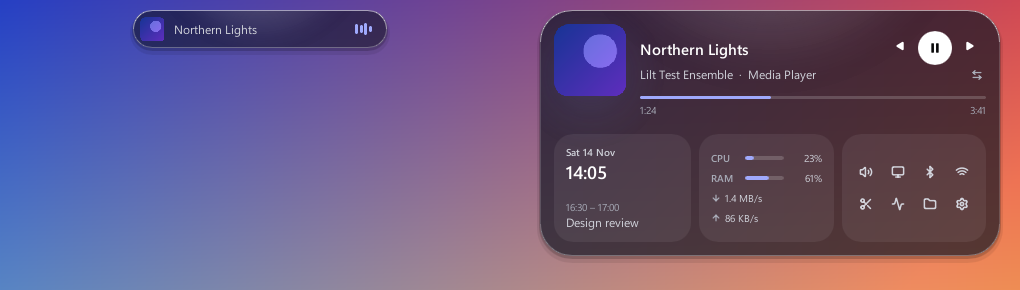 Northern Lights
Northern Lights
Lilt Test Ensemble · Media Player
1:24 3:41
Sat 14 Nov
14:05
16:30 – 17:00
Design review
CPU 23%
RAM 61%
1.4 MB/s
86 KB/s